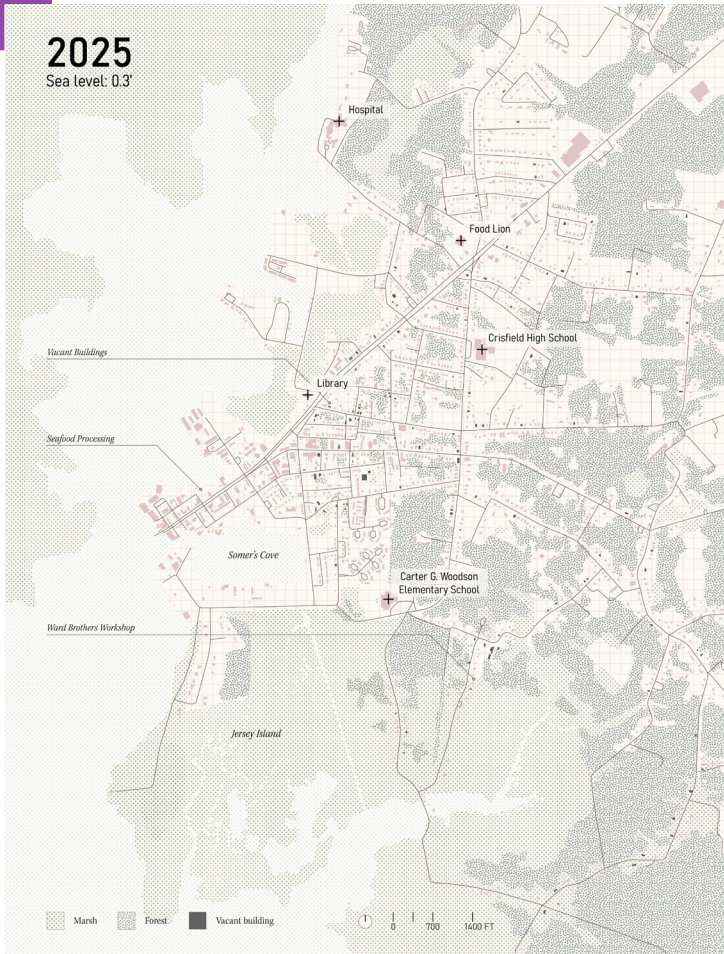 2025
Sea level: 0.3'
Hospital
Food Lion
Crisfield High School
Vacant Buildings
Library
Seafood Processing
Somer's Cove
Carter G. Woodson
Elementary School
Ward Brothers Workshop
Jersey Island
Marsh
Forest
Vacant building
0
700
1400 FT